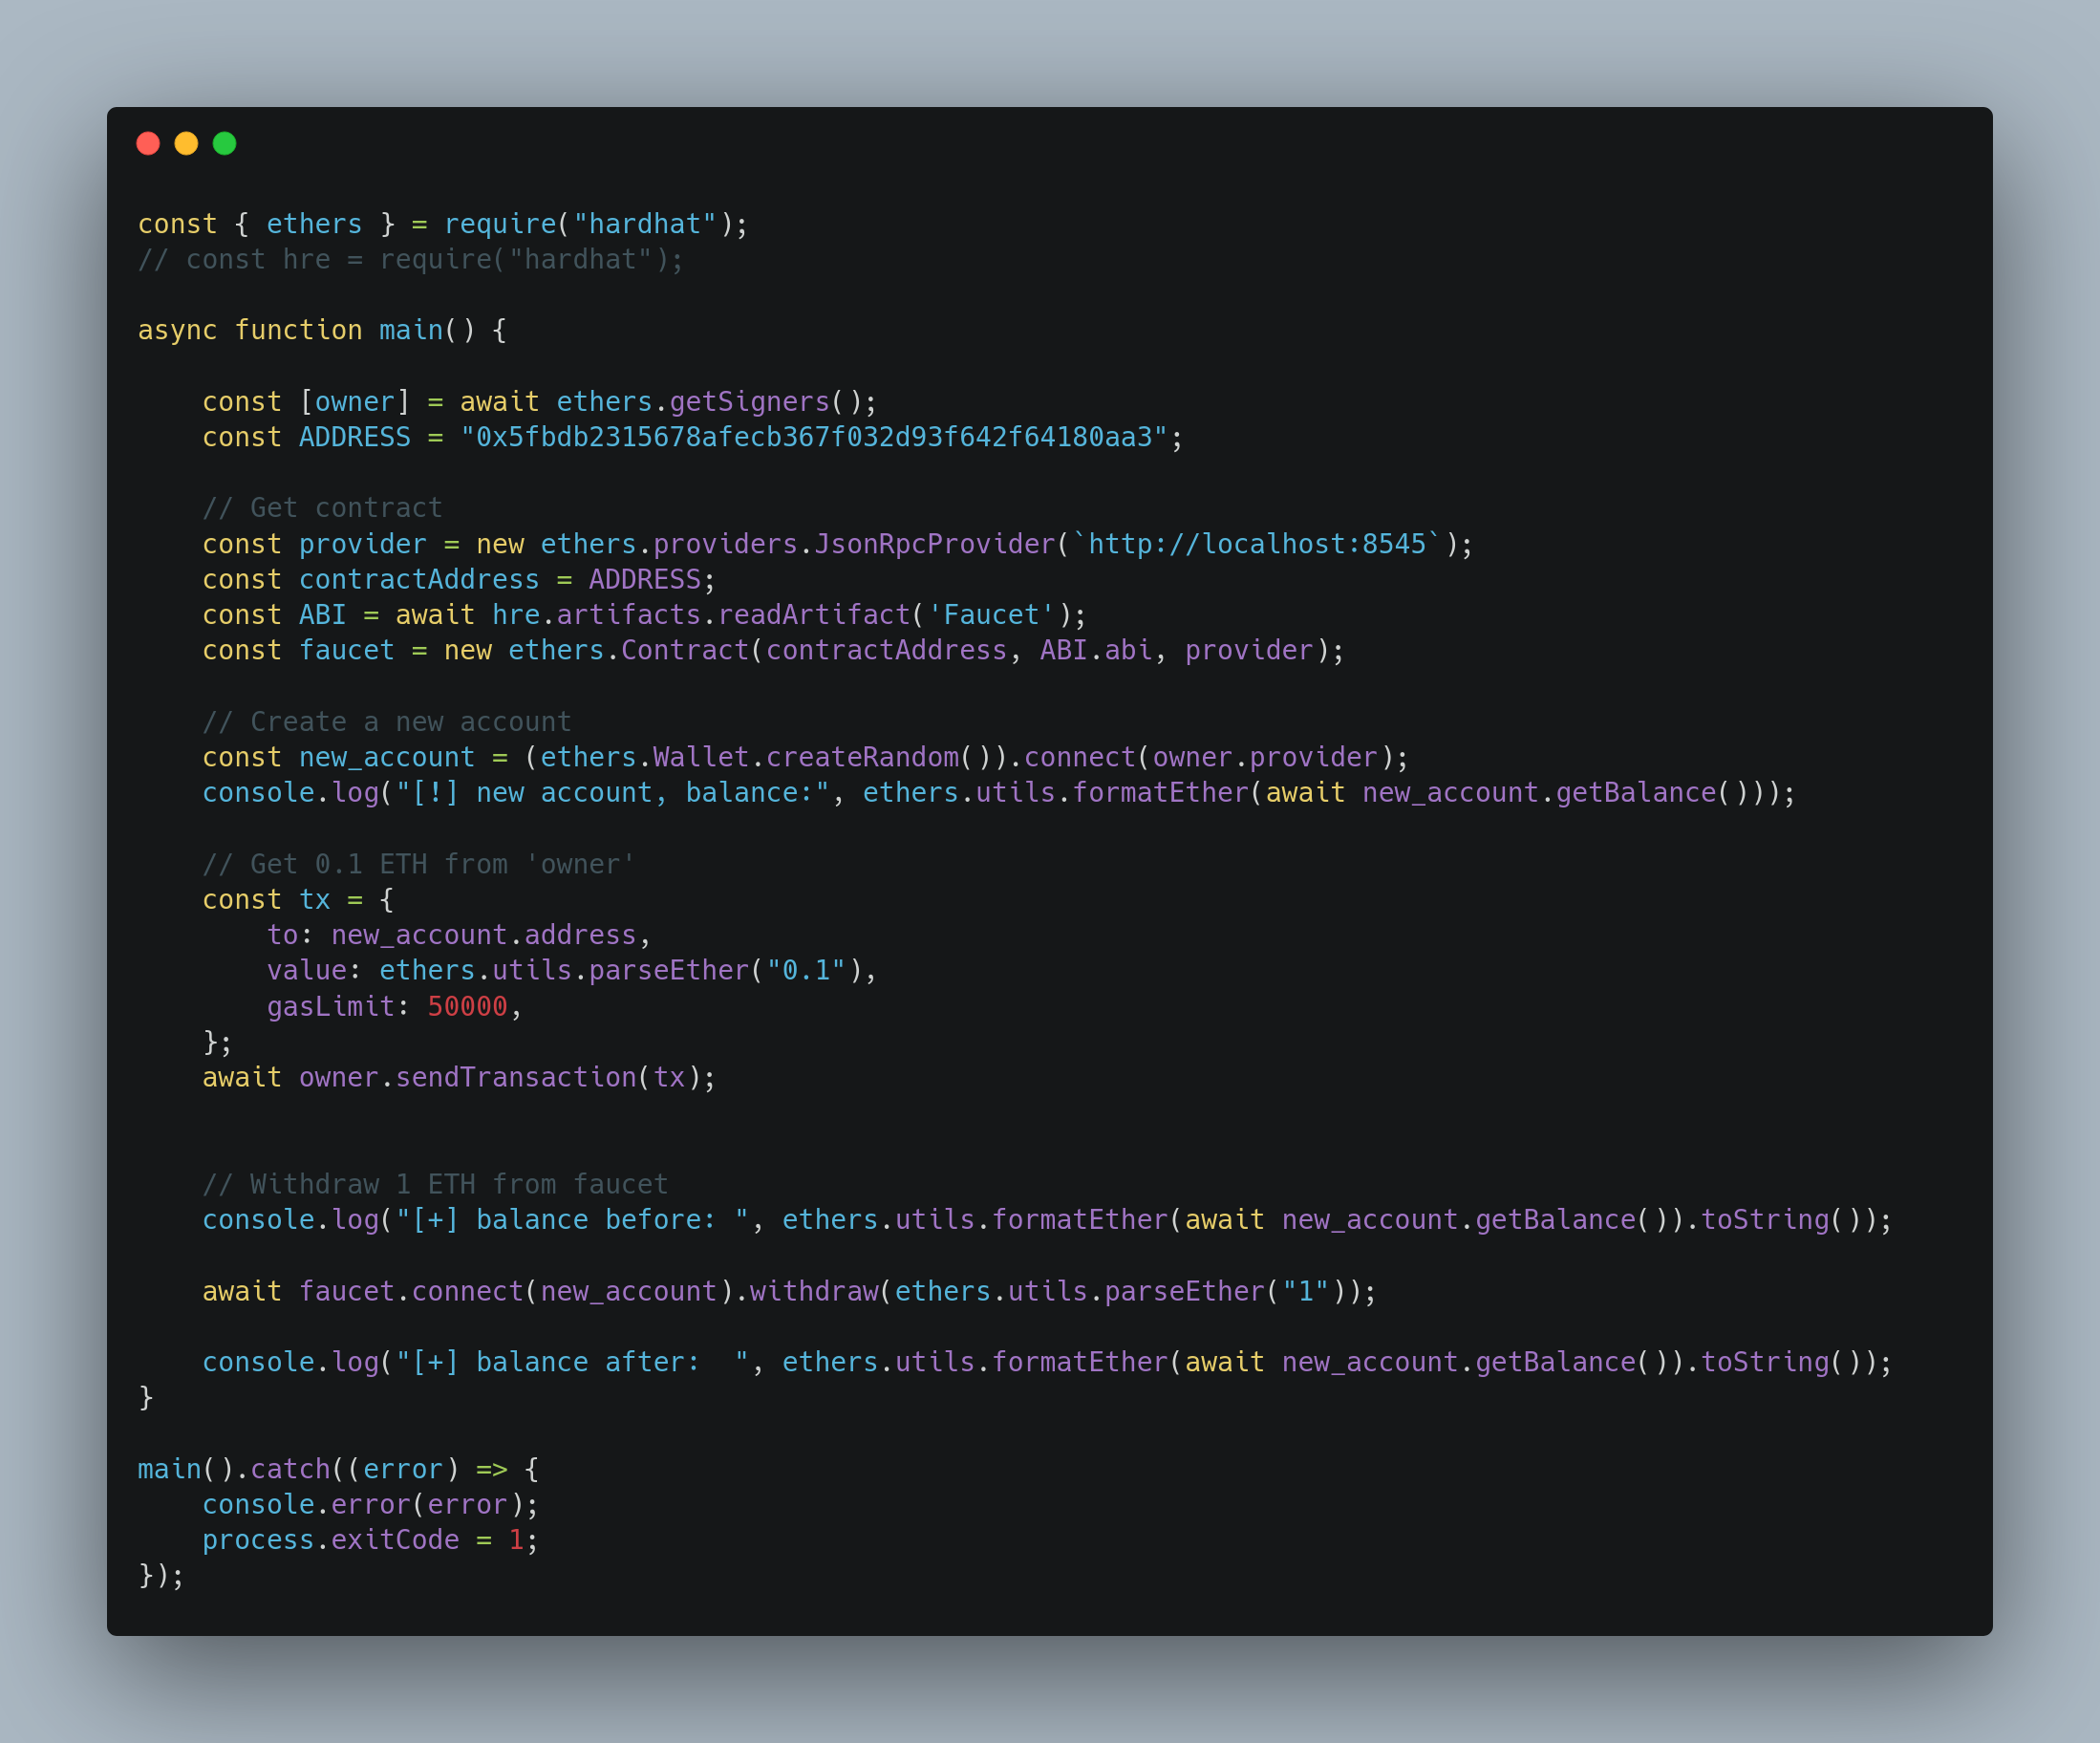 const { ethers } = require("hardhat");
// const hre = require("hardhat");
async function main() {
    const [owner] = await ethers.getSigners();
    const ADDRESS = "0x5fbdb2315678afecb367f032d93f642f64180aa3";
    // Get contract
    const provider = new ethers.providers.JsonRpcProvider(`http://localhost:8545`);
    const contractAddress = ADDRESS;
    const ABI = await hre.artifacts.readArtifact('Faucet');
    const faucet = new ethers.Contract(contractAddress, ABI.abi, provider);
    // Create a new account
    const new_account = (ethers.Wallet.createRandom()).connect(owner.provider);
    console.log("[!] new account, balance:", ethers.utils.formatEther(await new_account.getBalance()));
    // Get 0.1 ETH from 'owner'
    const tx = {
        to: new_account.address,
        value: ethers.utils.parseEther("0.1"),
        gasLimit: 50000,
    };
    await owner.sendTransaction(tx);
    // Withdraw 1 ETH from faucet
    console.log("[+] balance before: ", ethers.utils.formatEther(await new_account.getBalance()).toString());
    await faucet.connect(new_account).withdraw(ethers.utils.parseEther("1"));
    console.log("[+] balance after:  ", ethers.utils.formatEther(await new_account.getBalance()).toString());
}
main().catch((error) => {
    console.error(error);
    process.exitCode = 1;
});